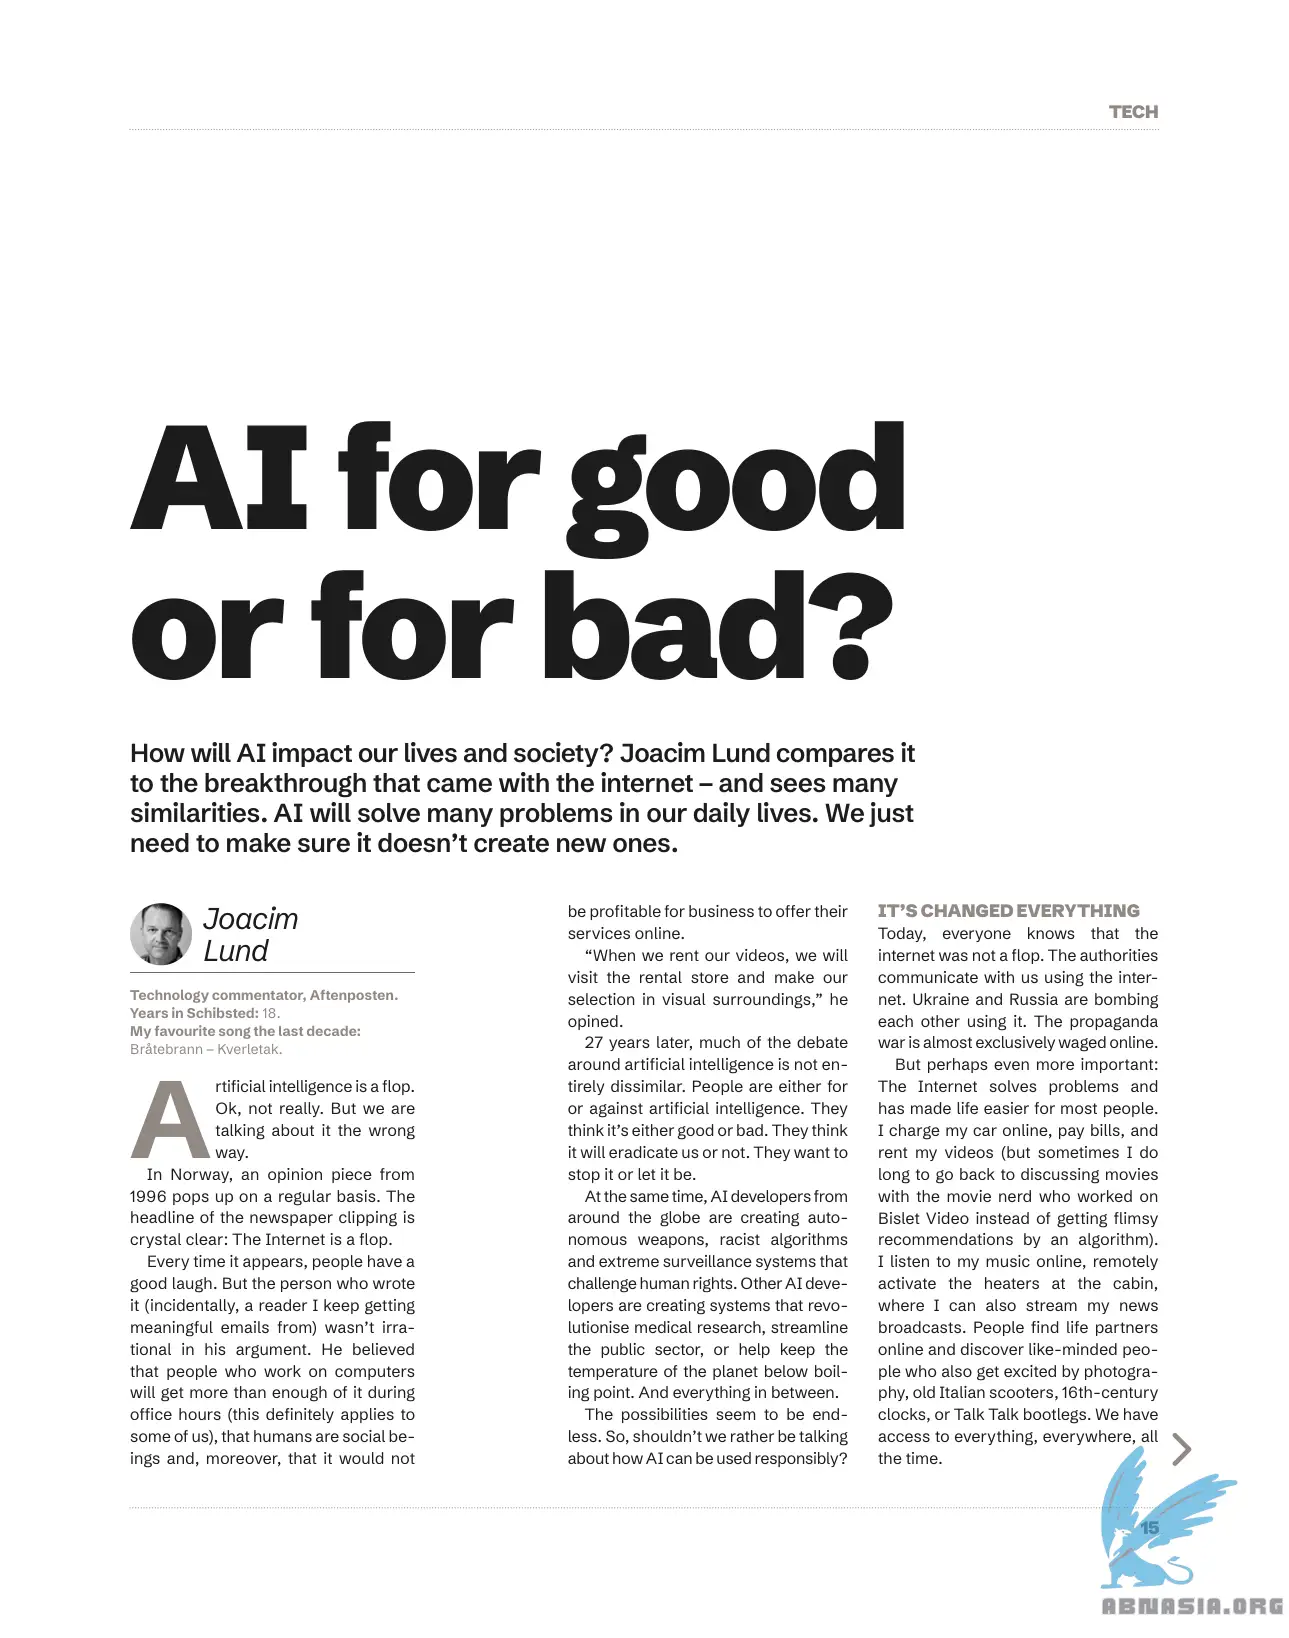 TECH
AI for good
or for bad?
How will AI impact our lives and society? Joacim Lund compares it
to the breakthrough that came with the internet – and sees many
similarities. AI will solve many problems in our daily lives. We just
need to make sure it doesn’t create new ones.
Joacim
Lund
Technology commentator, Aftenposten.
Years in Schibsted: 18.
My favourite song the last decade:
Bråtebrann – Kverletak.
Artificial intelligence is a flop.
Ok, not really. But we are
talking about it the wrong
way.
In Norway, an opinion piece from
1996 pops up on a regular basis. The
headline of the newspaper clipping is
crystal clear: The Internet is a flop.
Every time it appears, people have a
good laugh. But the person who wrote
it (incidentally, a reader I keep getting
meaningful emails from) wasn’t irra-
tional in his argument. He believed
that people who work on computers
will get more than enough of it during
office hours (this definitely applies to
some of us), that humans are social be-
ings and, moreover, that it would not
be profitable for business to offer their
services online.
“When we rent our videos, we will
visit the rental store and make our
selection in visual surroundings,” he
opined.
27 years later, much of the debate
around artificial intelligence is not en-
tirely dissimilar. People are either for
or against artificial intelligence. They
think it’s either good or bad. They think
it will eradicate us or not. They want to
stop it or let it be.
At the same time, AI developers from
around the globe are creating auto-
nomous weapons, racist algorithms
and extreme surveillance systems that
challenge human rights. Other AI deve-
lopers are creating systems that revo-
lutionise medical research, streamline
the public sector, or help keep the
temperature of the planet below boil-
ing point. And everything in between.
The possibilities seem to be end-
less. So, shouldn’t we rather be talking
about how AI can be used responsibly?
IT’S CHANGED EVERYTHING
Today, everyone knows that the
internet was not a flop. The authorities
communicate with us using the inter-
net. Ukraine and Russia are bombing
each other using it. The propaganda
war is almost exclusively waged online.
But perhaps even more important:
The Internet solves problems and
has made life easier for most people.
I charge my car online, pay bills, and
rent my videos (but sometimes I do
long to go back to discussing movies
with the movie nerd who worked on
Bislet Video instead of getting flimsy
recommendations by an algorithm).
I listen to my music online, remotely
activate the heaters at the cabin,
where I can also stream my news
broadcasts. People find life partners
online and discover like-minded peo-
ple who also get excited by photogra-
phy, old Italian scooters, 16th-century
clocks, or Talk Talk bootlegs. We have
access to everything, everywhere, all
the time.
15
ABNASIA.ORG